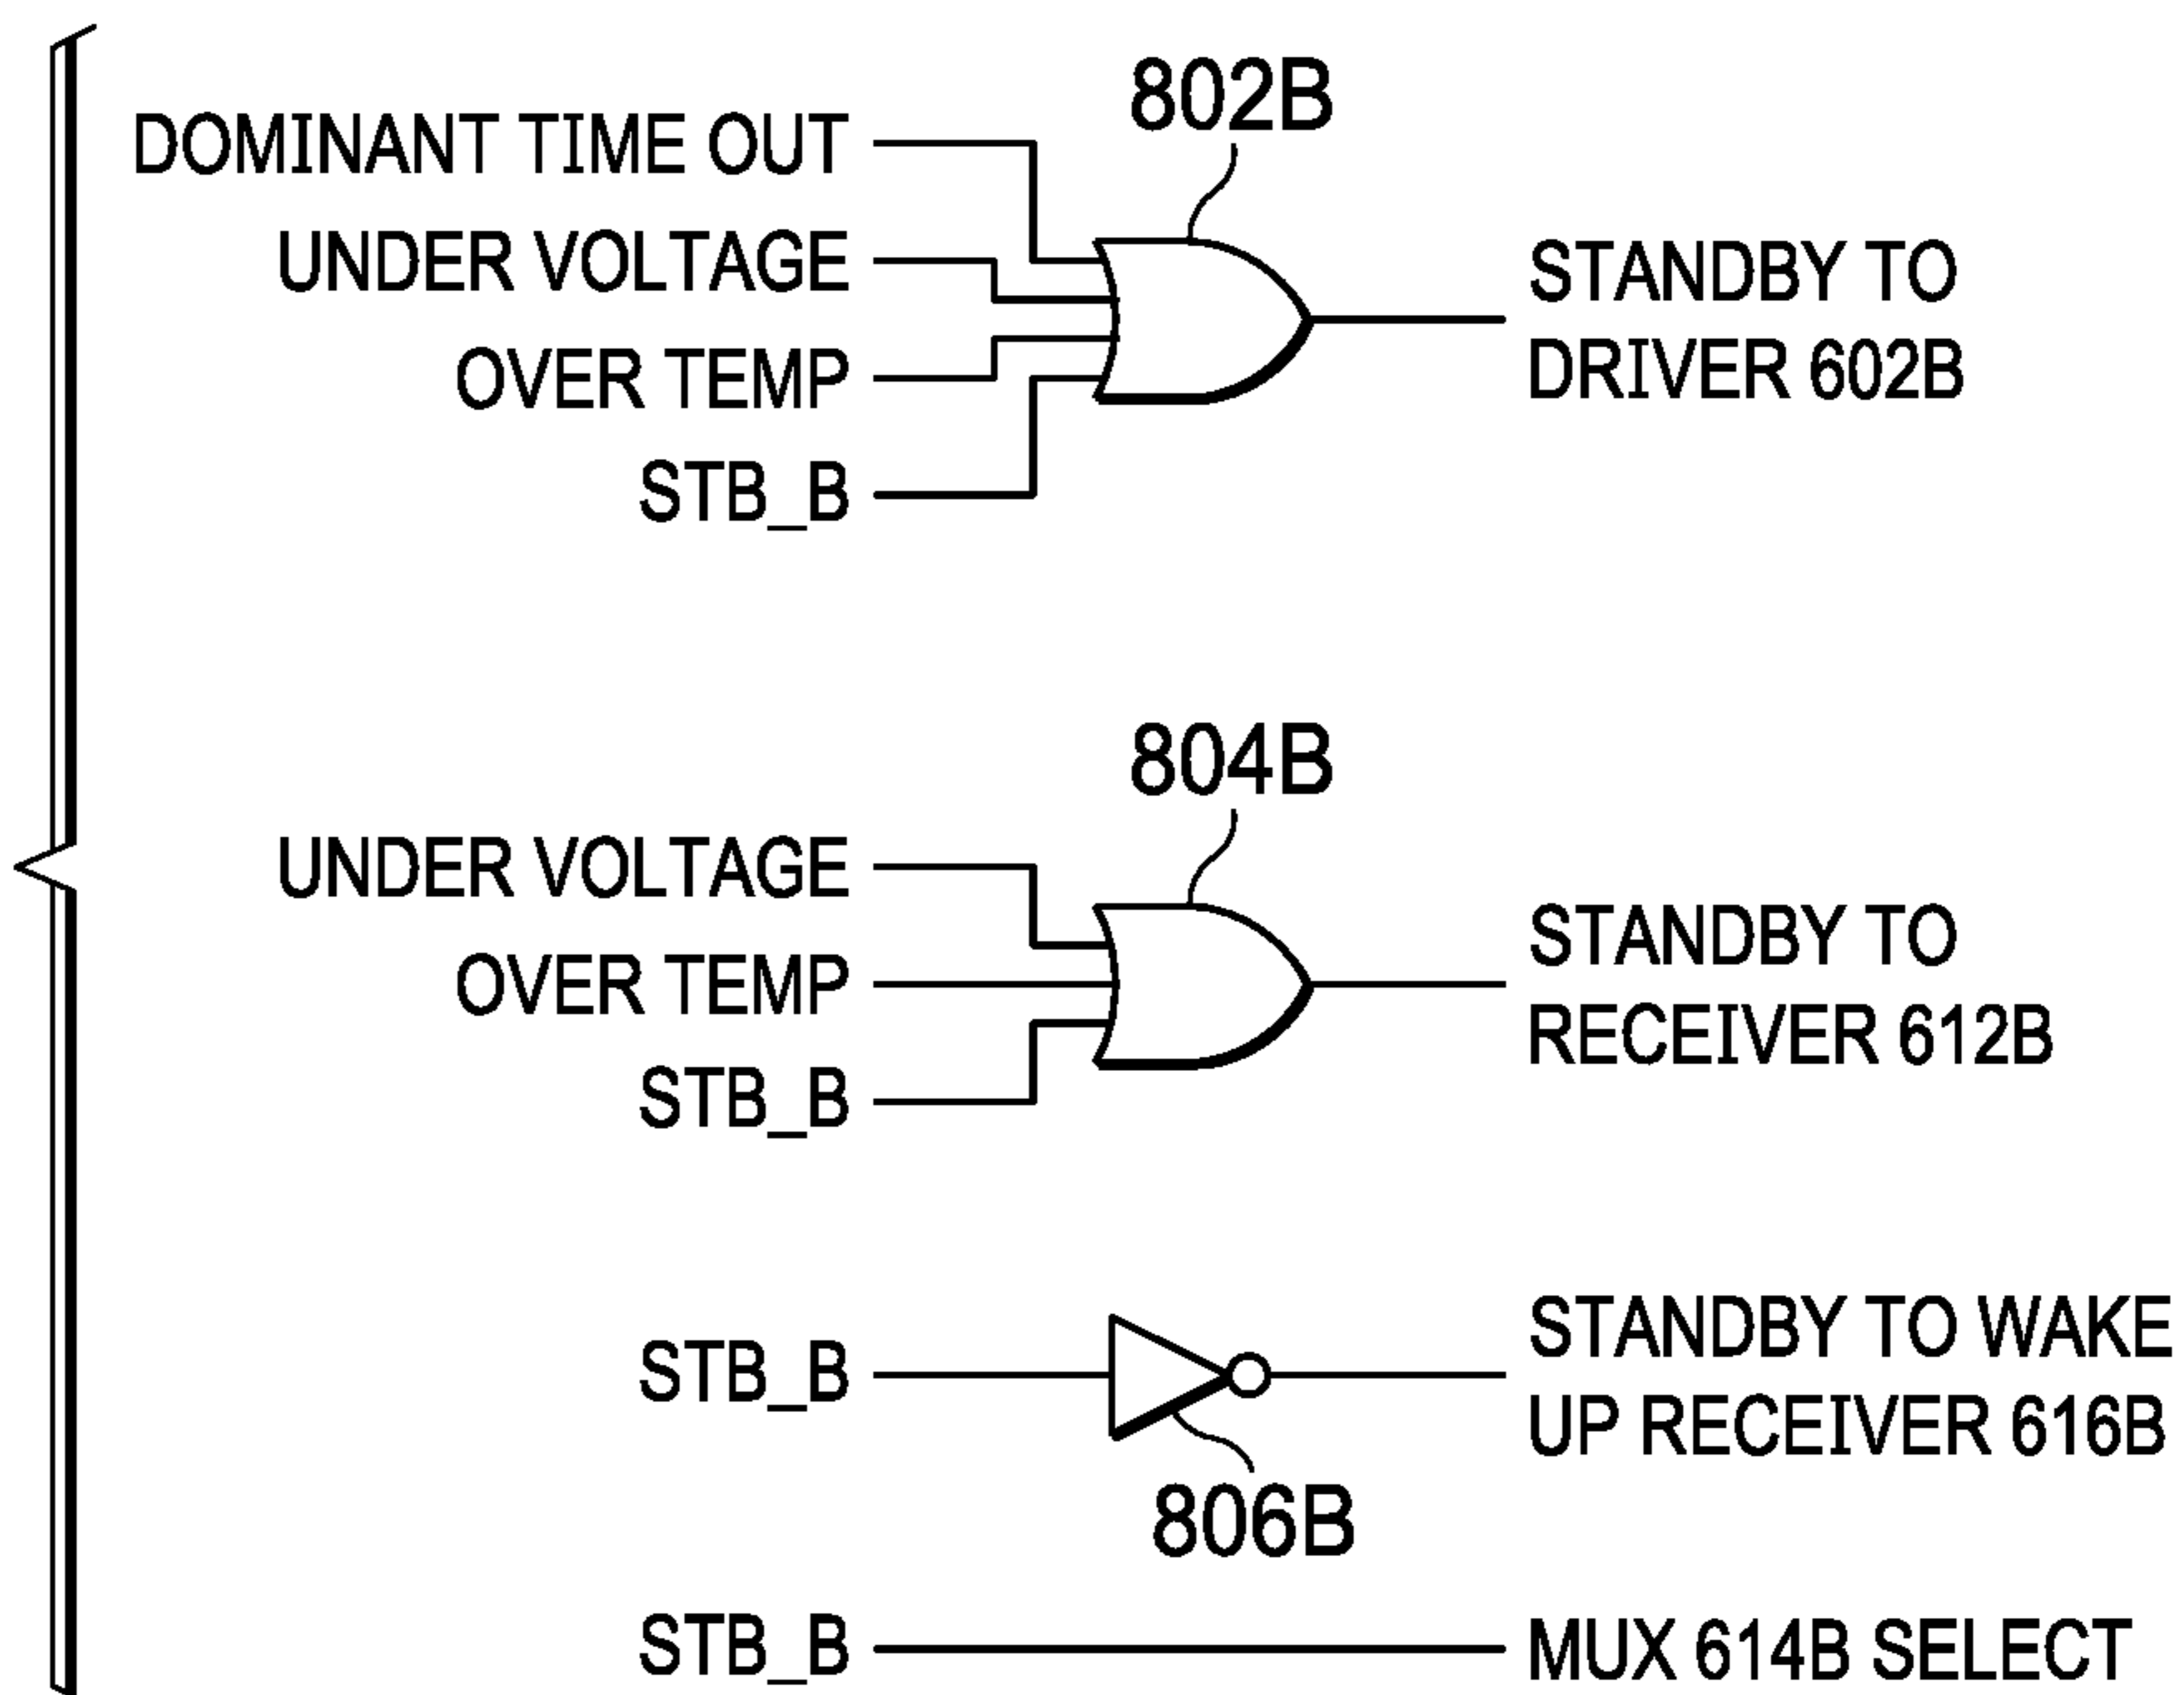 802B
DOMINANT TIME OUT
UNDER VOLTAGE
OVER TEMP
STB_B
STANDBY TO
DRIVER 602B
804B
UNDER VOLTAGE
OVER TEMP
STB_B
STANDBY TO
RECEIVER 612B
STB_B
STANDBY TO WAKE
UP RECEIVER 616B
806B
STB_B
MUX 614B SELECT